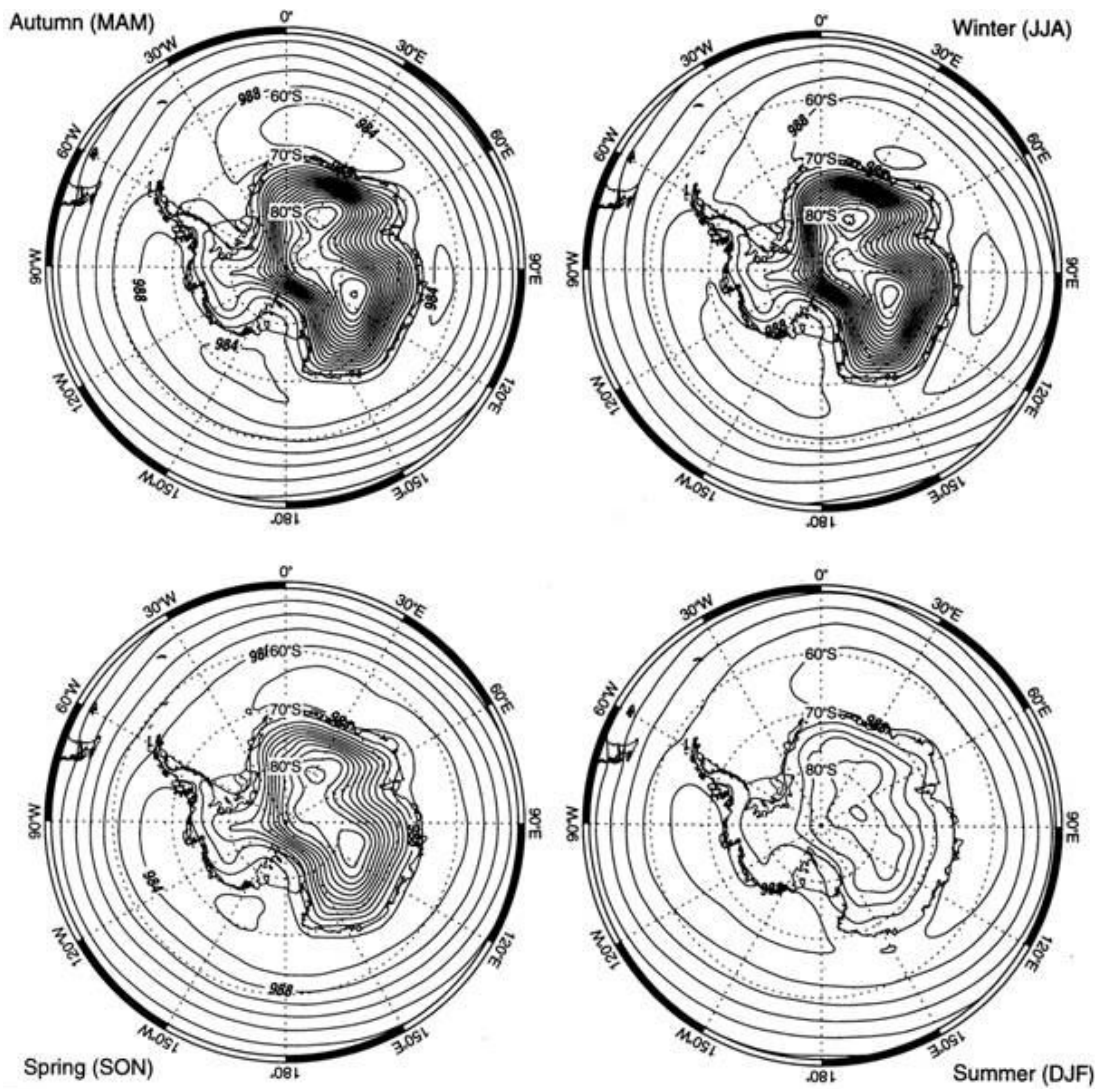 Autumn (MAM)
0°
30°E
60°E
90°E
120°E
150°E
180°
150°W
120°W
90°W
60°W
30°W
60°S
70°S
80°S
988
984
988
984
984
Winter (JJA)
0°
30°E
60°E
90°E
120°E
150°E
180°
150°W
120°W
90°W
60°W
30°W
60°S
70°S
80°S
988
988
Spring (SON)
0°
30°E
60°E
90°E
120°E
150°E
180°
150°W
120°W
90°W
60°W
30°W
60°S
70°S
80°S
984
988
Summer (DJF)
0°
30°E
60°E
90°E
120°E
150°E
180°
150°W
120°W
90°W
60°W
30°W
60°S
70°S
80°S
988